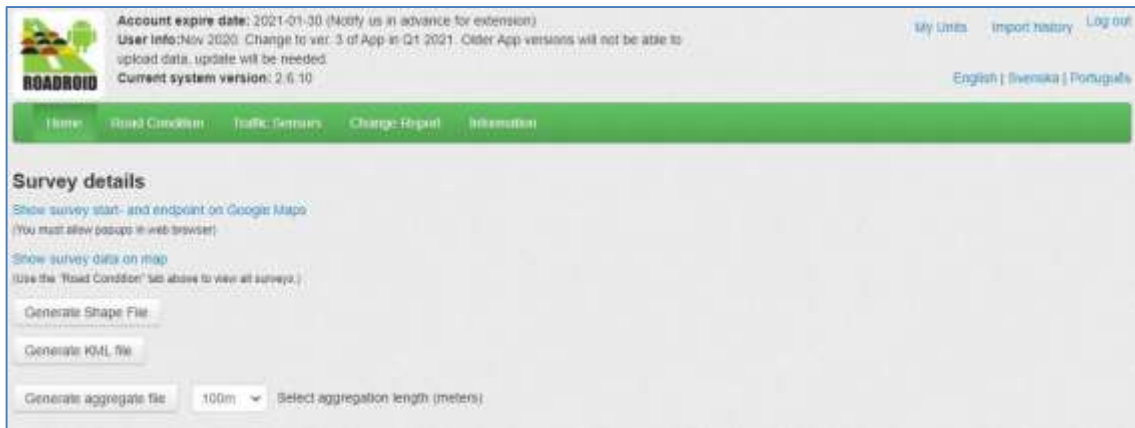 Account expire date: 2021-01-30 (Notify us in advance for extension)
User Info:Nov 2020. Change to ver. 3 of App in Q1 2021. Older App versions will not be able to
upload data, update will be needed.
Current system version: 2.6.10
ROADROID
My Units Import history Log out
English | Svenska | Português
Home Road Condition Traffic Sensors Change Report Information
Survey details
Show survey start- and endpoint on Google Maps
(You must allow popups in web browser)
Show survey data on map
(Use the "Road Condition" tab above to view all surveys.)
Generate Shape File
Generate KML file
Generate aggregate file 100m Select aggregation length (meters)